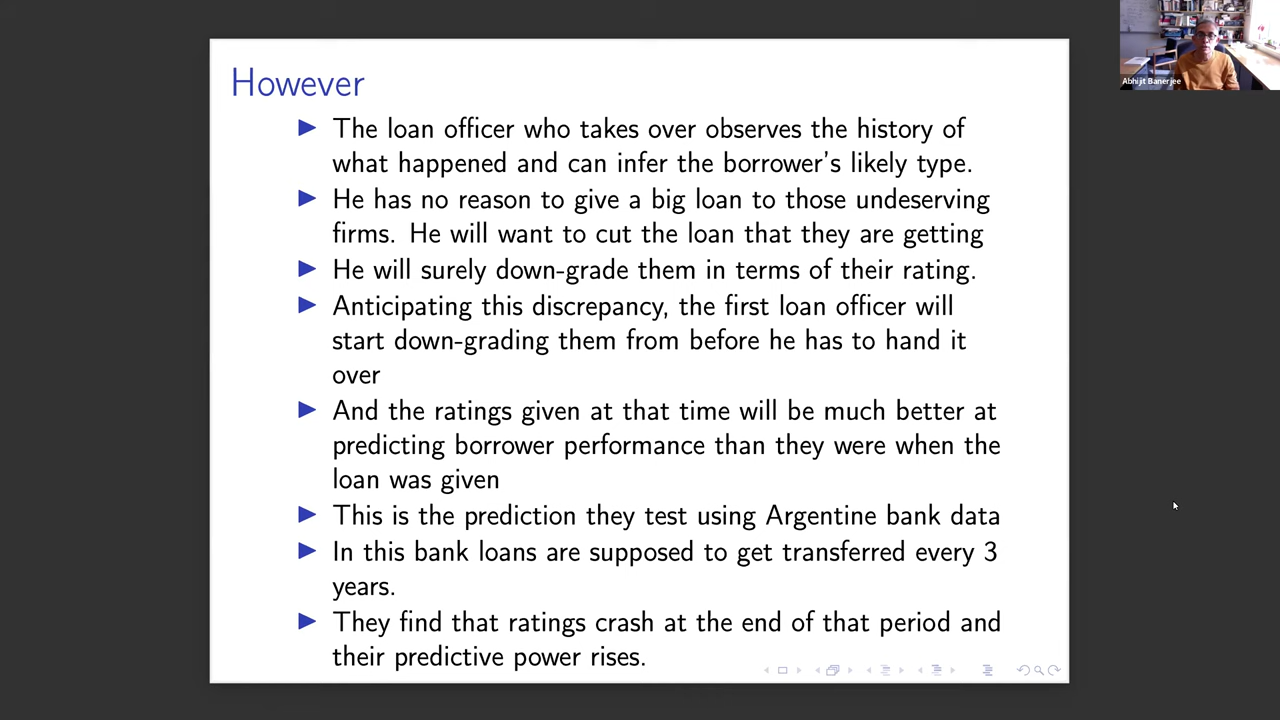 However
The loan officer who takes over observes the history of
what happened and can infer the borrower's likely type.
He has no reason to give a big loan to those undeserving
firms. He will want to cut the loan that they are getting
He will surely down-grade them in terms of their rating.
Anticipating this discrepancy, the first loan officer will
start down-grading them from before he has to hand it
over
And the ratings given at that time will be much better at
predicting borrower performance than they were when the
loan was given
This is the prediction they test using Argentine bank data
In this bank loans are supposed to get transferred every 3
years.
They find that ratings crash at the end of that period and
their predictive power rises.
Abhijit Banerjee